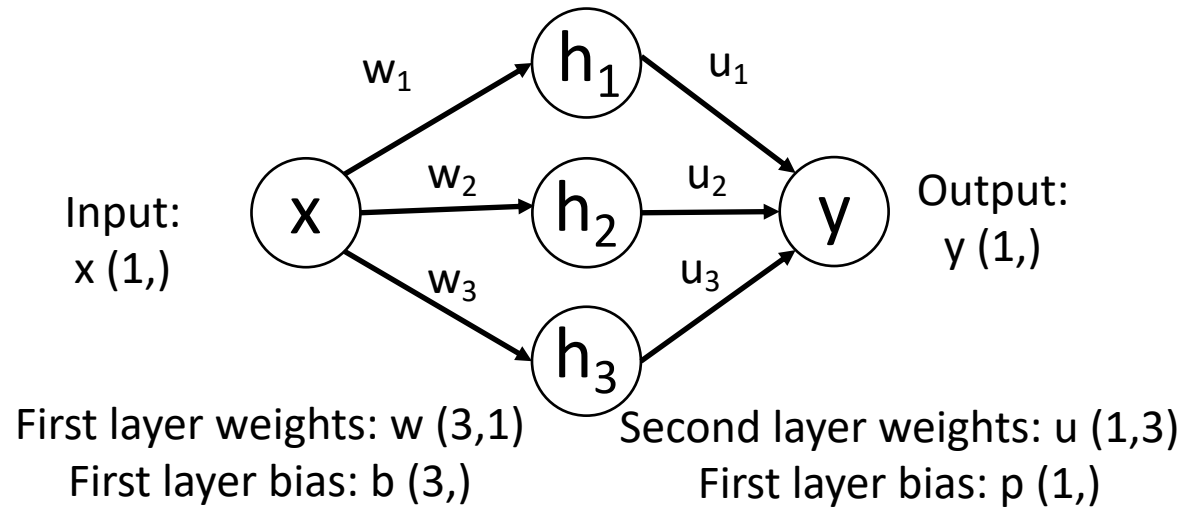 w₁
h₁
u₁
Input:
x (1,)
x
w₂
h₂
u₂
y
Output:
y (1,)
w₃
h₃
u₃
First layer weights: w (3,1)
First layer bias: b (3,)
Second layer weights: u (1,3)
First layer bias: p (1,)